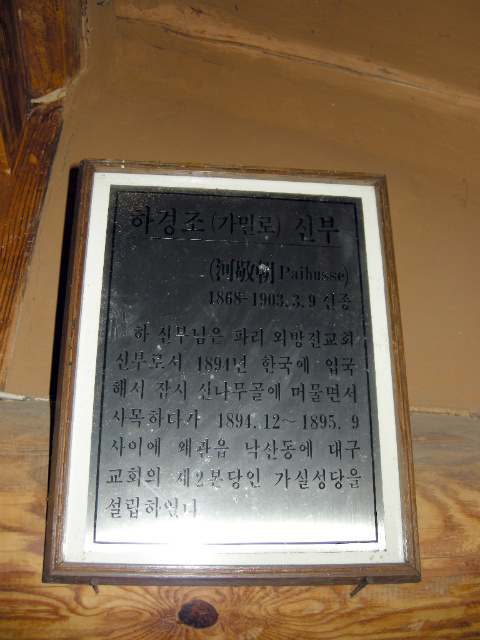 하경조(가밀로) 신부
(河敬朝 Paihusse)
1868-1903.3.9 선종
하 신부님은 파리 외방전교회
신부로서 1894년 한국에 입국
해서 잠시 신나무골에 머물면서
사목하다가 1894.12~1895.9
사이에 왜관읍 낙산동에 대구
교회의 제2본당인 가실성당을
설립하였다